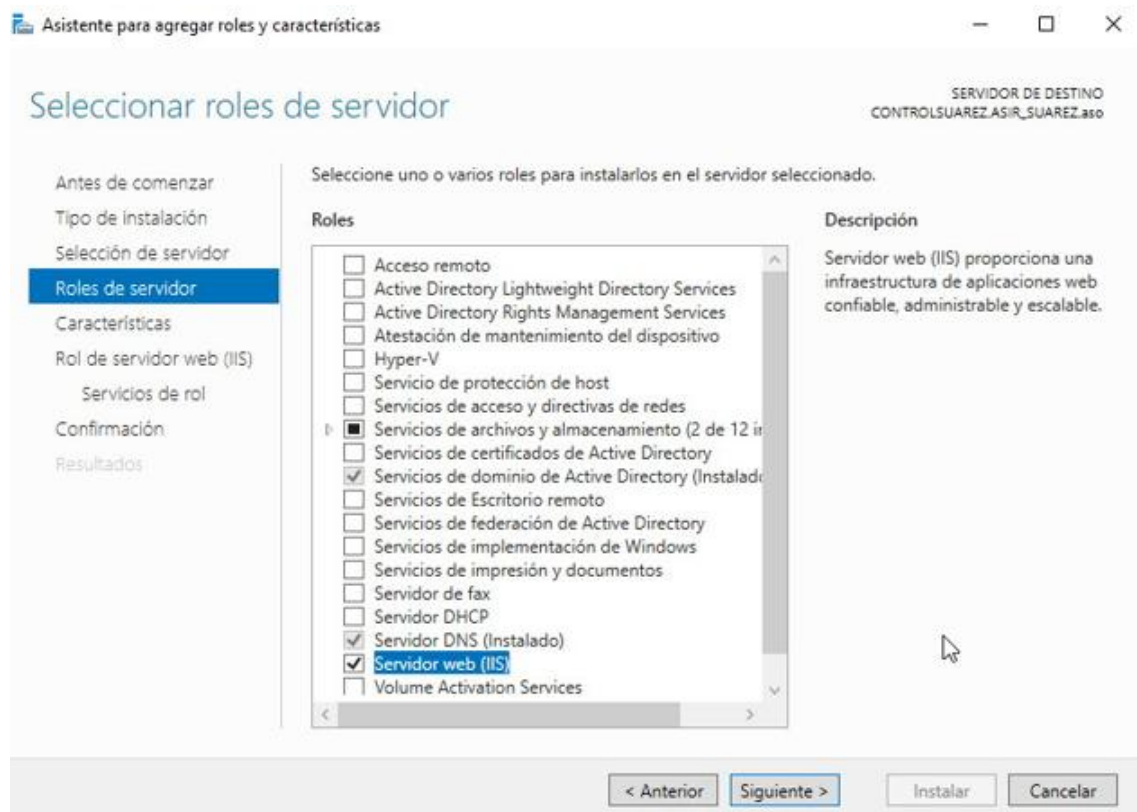 Asistente para agregar roles y características
Seleccionar roles de servidor
SERVIDOR DE DESTINO
CONTROLSUAREZ.ASIR_SUAREZ.aso
Antes de comenzar
Tipo de instalación
Selección de servidor
Roles de servidor
Características
Rol de servidor web (IIS)
Servicios de rol
Confirmación
Resultados
Seleccione uno o varios roles para instalarlos en el servidor seleccionado.
Roles
Acceso remoto
Active Directory Lightweight Directory Services
Active Directory Rights Management Services
Atestación de mantenimiento del dispositivo
Hyper-V
Servicio de protección de host
Servicios de acceso y directivas de redes
Servicios de archivos y almacenamiento (2 de 12 in
Servicios de certificados de Active Directory
Servicios de dominio de Active Directory (Instalado
Servicios de Escritorio remoto
Servicios de federación de Active Directory
Servicios de implementación de Windows
Servicios de impresión y documentos
Servidor de fax
Servidor DHCP
Servidor DNS (Instalado)
Servidor web (IIS)
Volume Activation Services
Descripción
Servidor web (IIS) proporciona una
infraestructura de aplicaciones web
confiable, administrable y escalable.
< Anterior
Siguiente >
Instalar
Cancelar